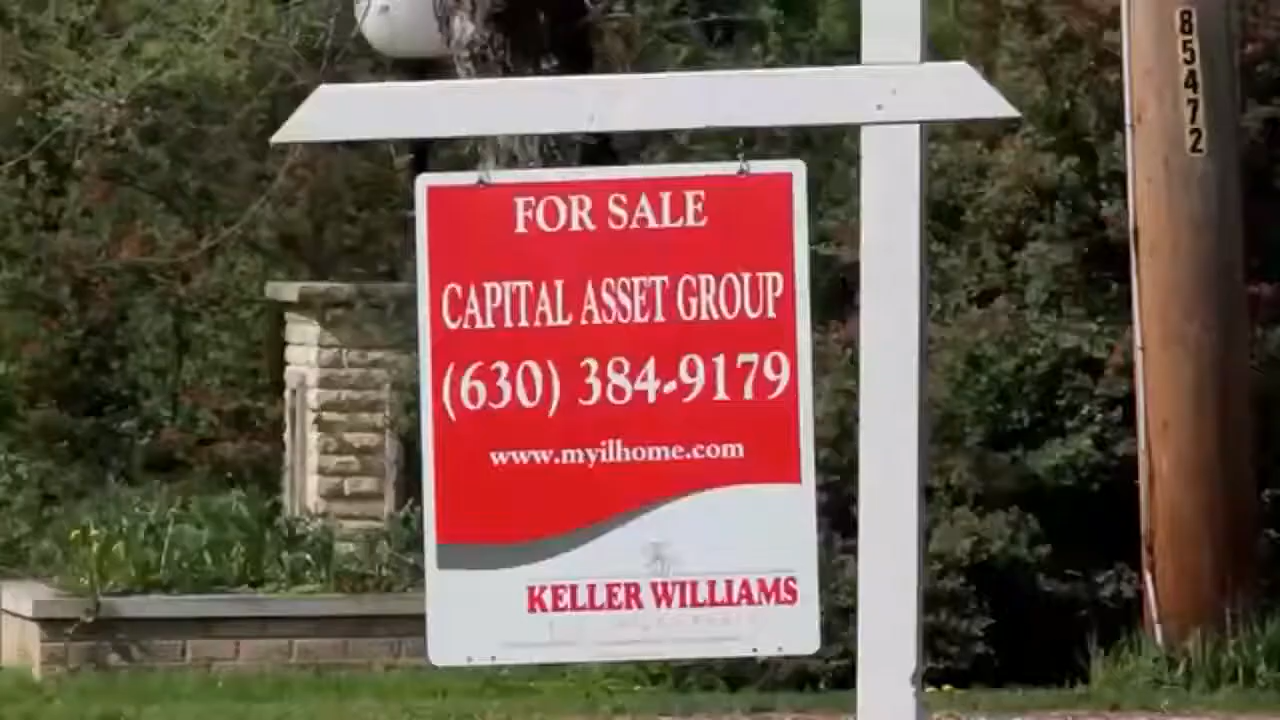 FOR SALE
CAPITAL ASSET GROUP
(630) 384-9179
www.myilhome.com
KELLER WILLIAMS
85472